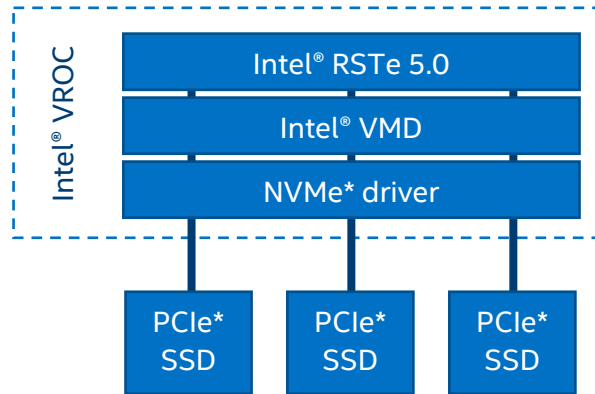 Intel® VROC
Intel® RSTe 5.0
Intel® VMD
NVMe* driver
PCIe*
SSD
PCIe*
SSD
PCIe*
SSD